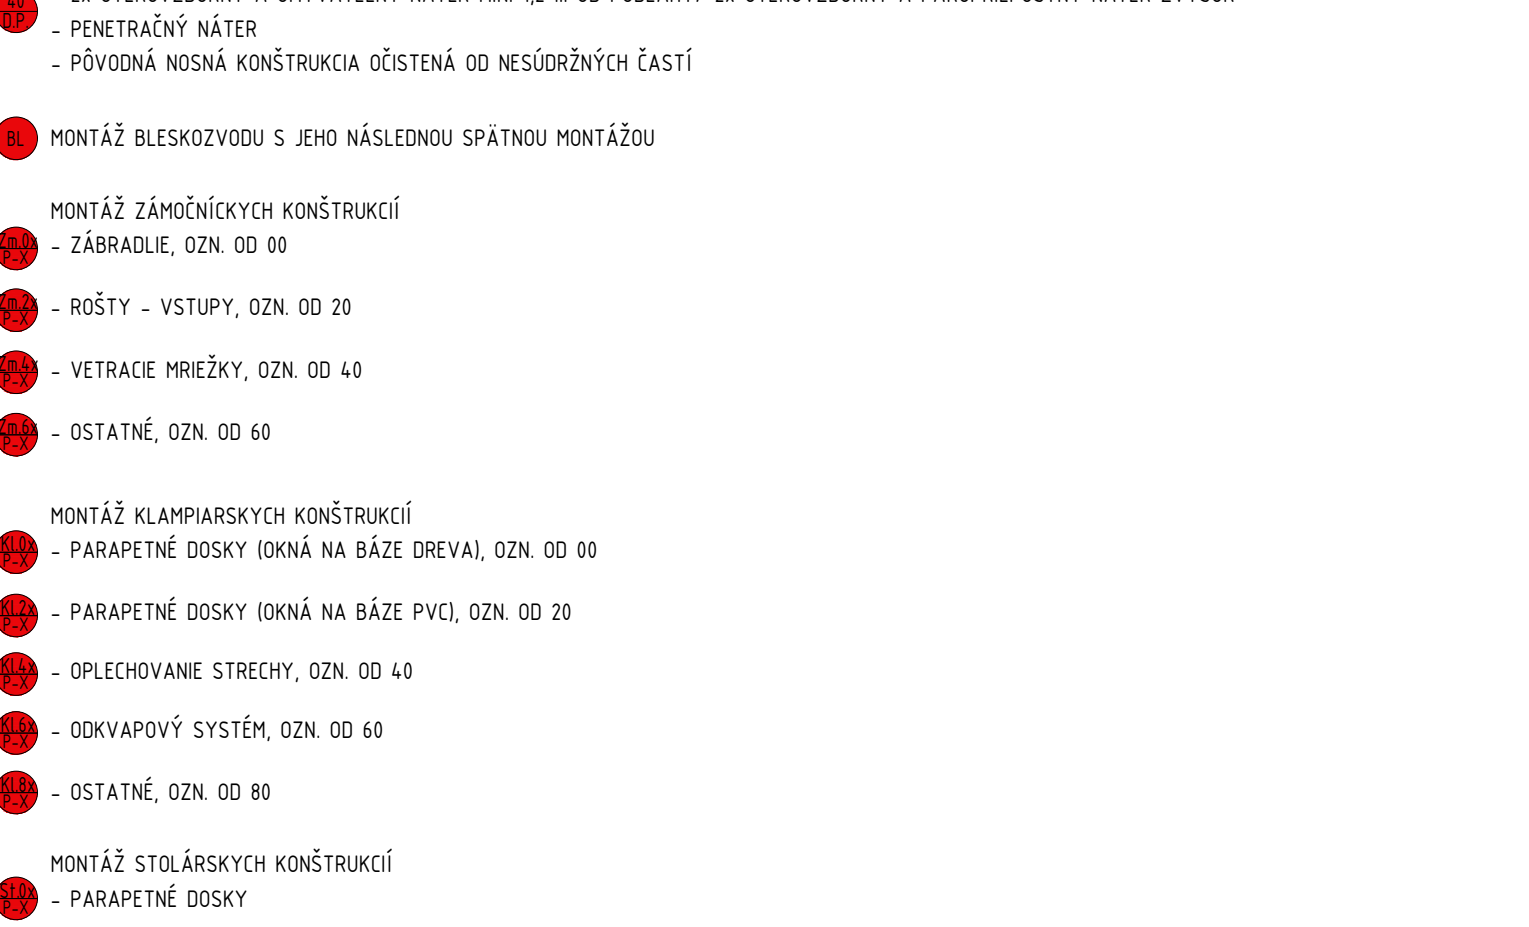 40
D.P.
- PENETRAČNÝ NÁTER
- PÔVODNÁ NOSNÁ KONŠTRUKCIA OČISTENÁ OD NESÚDRŽNÝCH ČASTÍ
BL MONTÁŽ BLESKOZVODU S JEHO NÁSLEDNOU SPÄTNOU MONTÁŽOU
MONTÁŽ ZÁMOČNÍCKYCH KONŠTRUKCIÍ
Zm.0x
P-X
- ZÁBRADLIE, OZN. OD 00
Zm.2x
P-X
- ROŠTY - VSTUPY, OZN. OD 20
Zm.4x
P-X
- VETRACIE MRIEŽKY, OZN. OD 40
Zm.6x
P-X
- OSTATNÉ, OZN. OD 60
MONTÁŽ KLAMPIARSKYCH KONŠTRUKCIÍ
Kl.0x
P-X
- PARAPETNÉ DOSKY (OKNÁ NA BÁZE DREVA), OZN. OD 00
Kl.2x
P-X
- PARAPETNÉ DOSKY (OKNÁ NA BÁZE PVC), OZN. OD 20
Kl.4x
P-X
- OPLECHOVANIE STRECHY, OZN. OD 40
Kl.6x
P-X
- ODKVAPOVÝ SYSTÉM, OZN. OD 60
Kl.8x
P-X
- OSTATNÉ, OZN. OD 80
MONTÁŽ STOLÁRSKYCH KONŠTRUKCIÍ
St.0x
P-X
- PARAPETNÉ DOSKY